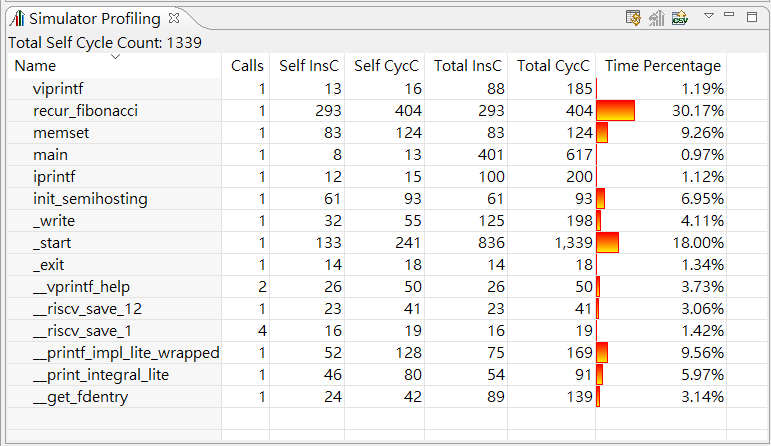 Simulator Profiling
CSV
Total Self Cycle Count: 1339
Name Calls Self InsC Self CycC Total InsC Total CycC Time Percentage
viprintf 1 13 16 88 185 1.19%
recur_fibonacci 1 293 404 293 404 30.17%
memset 1 83 124 83 124 9.26%
main 1 8 13 401 617 0.97%
iprintf 1 12 15 100 200 1.12%
init_semihosting 1 61 93 61 93 6.95%
_write 1 32 55 125 198 4.11%
_start 1 133 241 836 1,339 18.00%
_exit 1 14 18 14 18 1.34%
__vprintf_help 2 26 50 26 50 3.73%
__riscv_save_12 1 23 41 23 41 3.06%
__riscv_save_1 4 16 19 16 19 1.42%
__printf_impl_lite_wrapped 1 52 128 75 169 9.56%
__print_integral_lite 1 46 80 54 91 5.97%
__get_fdentry 1 24 42 89 139 3.14%